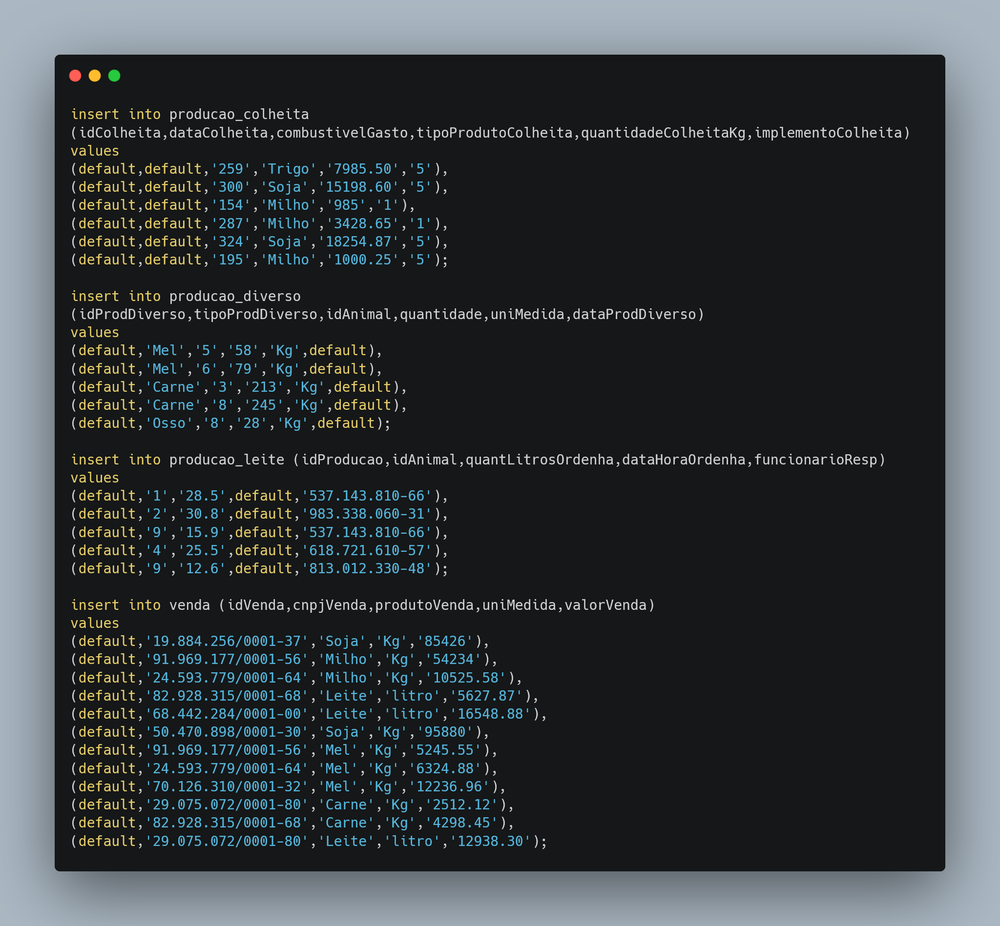 insert into producao_colheita
(idColheita,dataColheita,combustivelGasto,tipoProdutoColheita,quantidadeColheitaKg,implementoColheita)
values
(default,default,'259','Trigo','7985.50','5'),
(default,default,'300','Soja','15198.60','5'),
(default,default,'154','Milho','985','1'),
(default,default,'287','Milho','3428.65','1'),
(default,default,'324','Soja','18254.87','5'),
(default,default,'195','Milho','1000.25','5');

insert into producao_diverso
(idProdDiverso,tipoProdDiverso,idAnimal,quantidade,uniMedida,dataProdDiverso)
values
(default,'Mel','5','58','Kg',default),
(default,'Mel','6','79','Kg',default),
(default,'Carne','3','213','Kg',default),
(default,'Carne','8','245','Kg',default),
(default,'Osso','8','28','Kg',default);

insert into producao_leite (idProducao,idAnimal,quantLitrosOrdenha,dataHoraOrdenha,funcionarioResp)
values
(default,'1','28.5',default,'537.143.810-66'),
(default,'2','30.8',default,'983.338.060-31'),
(default,'9','15.9',default,'537.143.810-66'),
(default,'4','25.5',default,'618.721.610-57'),
(default,'9','12.6',default,'813.012.330-48');

insert into venda (idVenda,cnpjVenda,produtoVenda,uniMedida,valorVenda)
values
(default,'19.884.256/0001-37','Soja','Kg','85426'),
(default,'91.969.177/0001-56','Milho','Kg','54234'),
(default,'24.593.779/0001-64','Milho','Kg','10525.58'),
(default,'82.928.315/0001-68','Leite','litro','5627.87'),
(default,'68.442.284/0001-00','Leite','litro','16548.88'),
(default,'50.470.898/0001-30','Soja','Kg','95880'),
(default,'91.969.177/0001-56','Mel','Kg','5245.55'),
(default,'24.593.779/0001-64','Mel','Kg','6324.88'),
(default,'70.126.310/0001-32','Mel','Kg','12236.96'),
(default,'29.075.072/0001-80','Carne','Kg','2512.12'),
(default,'82.928.315/0001-68','Carne','Kg','4298.45'),
(default,'29.075.072/0001-80','Leite','litro','12938.30');